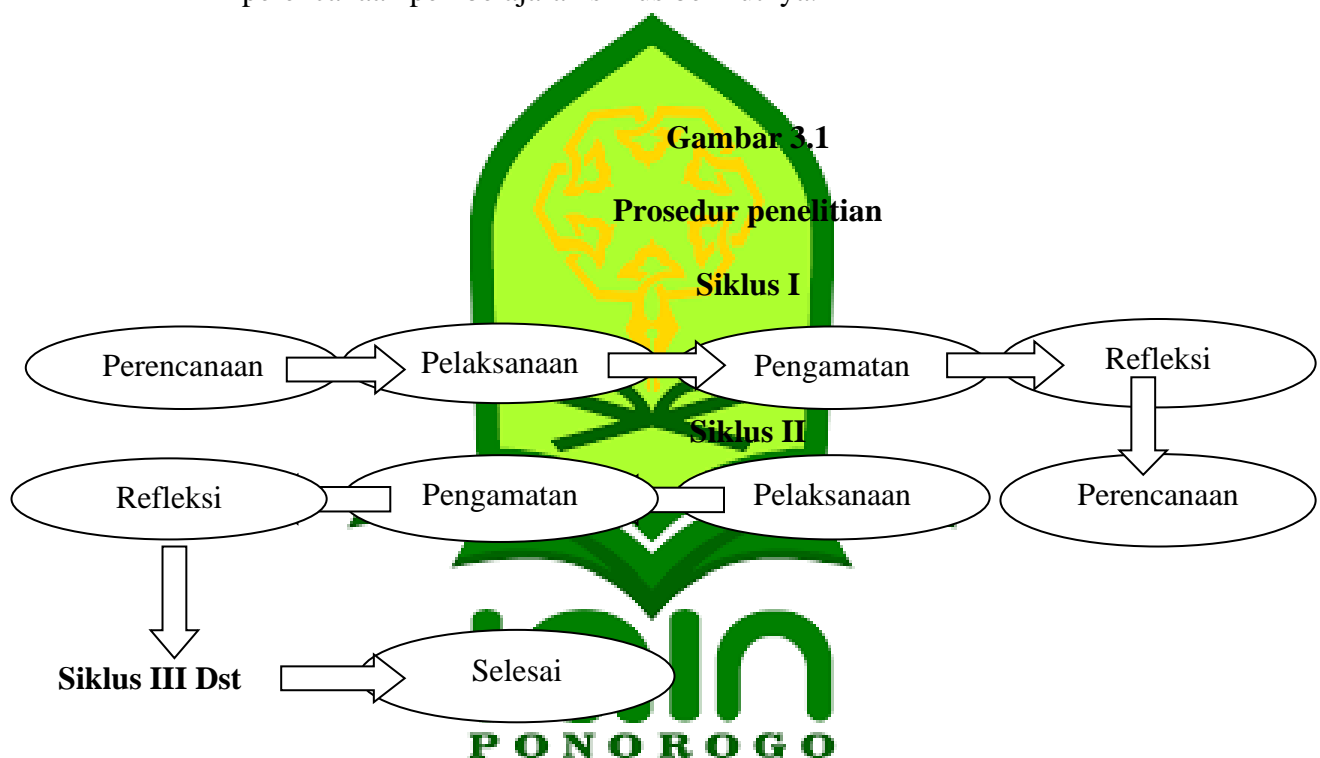 Gambar 3.1
Prosedur penelitian
Siklus I
Perencanaan Pelaksanaan Pengamatan Refleksi
Siklus II
Refleksi Pengamatan Pelaksanaan Perencanaan
Siklus III Dst Selesai
iain
PONOROGO